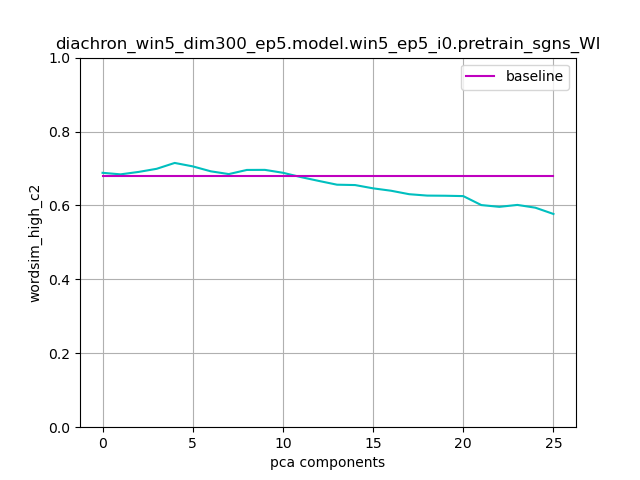 diachron_win5_dim300_ep5.model.win5_ep5_i0.pretrain_sgns_WI
baseline
1.0
0.8
0.6
0.4
0.2
0.0
wordsim_high_c2
0 5 10 15 20 25
pca components